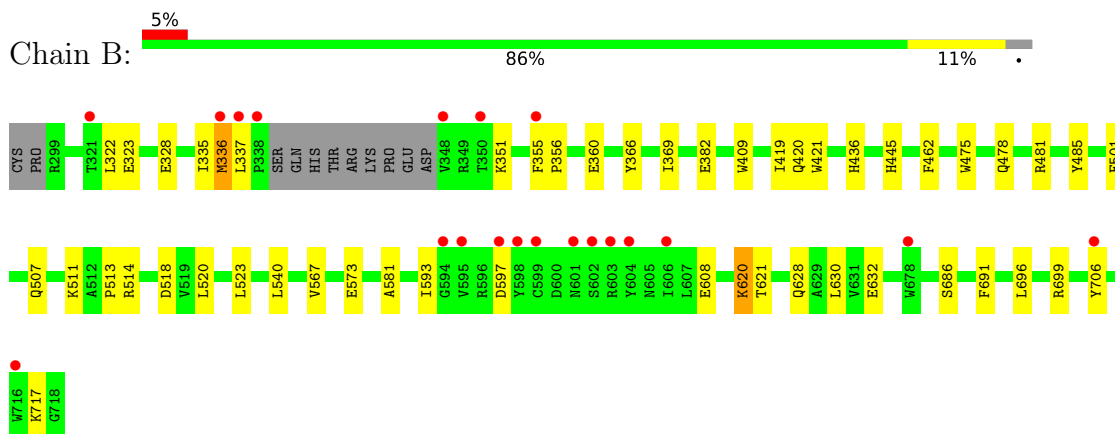 5%
Chain B:
86% 11% •
CYS PRO R299 T321 L322 E323 E328 I335 M336 L337 P338 SER GLN HIS THR ARG LYS PRO GLU ASP V348 R349 T350 K351 F355 P356 E360 Y366 I369 E382 W409 I419 Q420 W421 H436 H445 F462 W475 Q478 R481 Y485
Q507 K511 A512 P513 R514 D518 V519 L520 L523 L540 V567 E573 A581 I593 G594 V595 R596 D597 Y598 C599 D600 N601 S602 R603 Y604 N605 I606 L607 E608 K620 T621 Q628 A629 L630 V631 E632 W678 S686 F691 L696 R699 Y706
W716 K717 G718